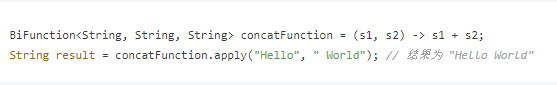 BiFunction<String, String, String> concatFunction = (s1, s2) -> s1 + s2;
String result = concatFunction.apply("Hello", " World"); // 结果为 "Hello World"